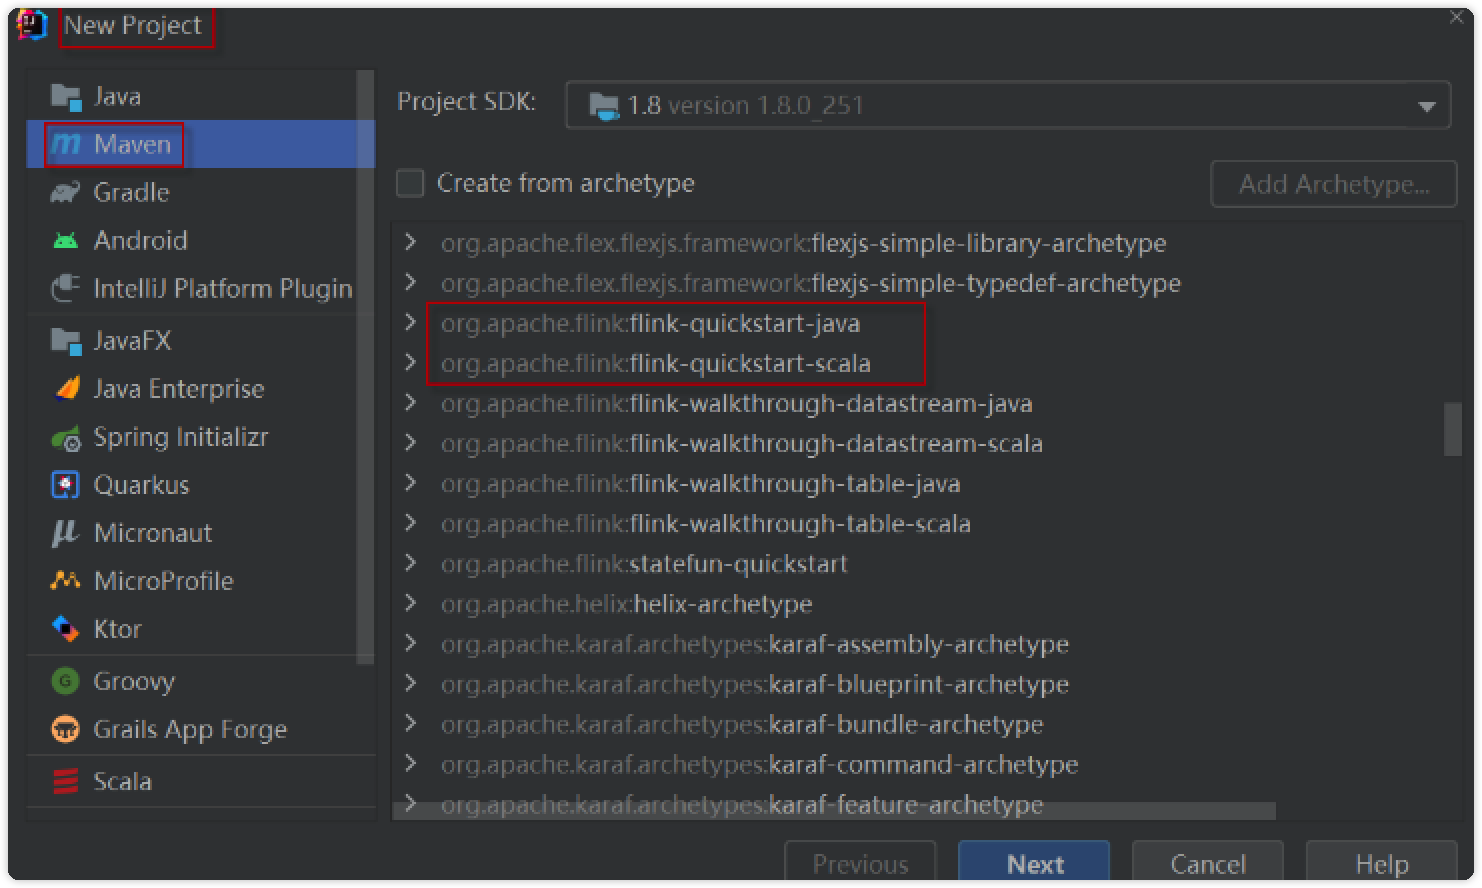 New Project
Java
Maven
Gradle
Android
IntelliJ Platform Plugin
JavaFX
Java Enterprise
Spring Initializr
Quarkus
Micronaut
MicroProfile
Ktor
Groovy
Grails App Forge
Scala
Project SDK: 1.8 version 1.8.0_251
Create from archetype
Add Archetype...
org.apache.flex.flexjs.framework:flexjs-simple-library-archetype
org.apache.flex.flexjs.framework:flexjs-simple-typedef-archetype
org.apache.flink:flink-quickstart-java
org.apache.flink:flink-quickstart-scala
org.apache.flink:flink-walkthrough-datastream-java
org.apache.flink:flink-walkthrough-datastream-scala
org.apache.flink:flink-walkthrough-table-java
org.apache.flink:flink-walkthrough-table-scala
org.apache.flink:statefun-quickstart
org.apache.helix:helix-archetype
org.apache.karaf.archetypes:karaf-assembly-archetype
org.apache.karaf.archetypes:karaf-blueprint-archetype
org.apache.karaf.archetypes:karaf-bundle-archetype
org.apache.karaf.archetypes:karaf-command-archetype
org.apache.karaf.archetypes:karaf-feature-archetype
Previous
Next
Cancel
Help